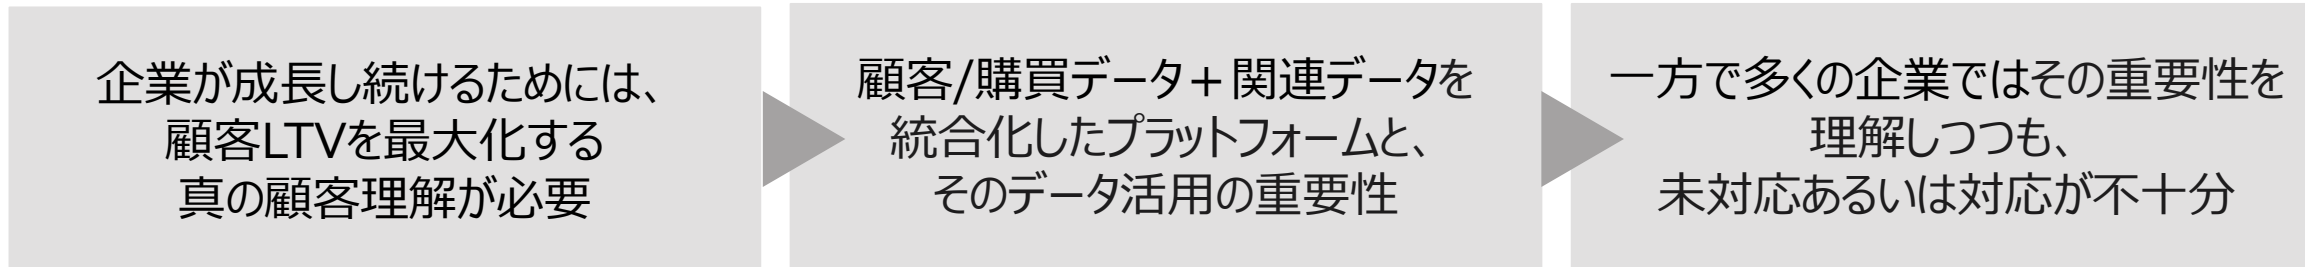 企業が成長し続けるためには、
顧客LTVを最大化する
真の顧客理解が必要
顧客/購買データ+関連データを
統合化したプラットフォームと、
そのデータ活用の重要性
一方で多くの企業ではその重要性を
理解しつつも、
未対応あるいは対応が不十分